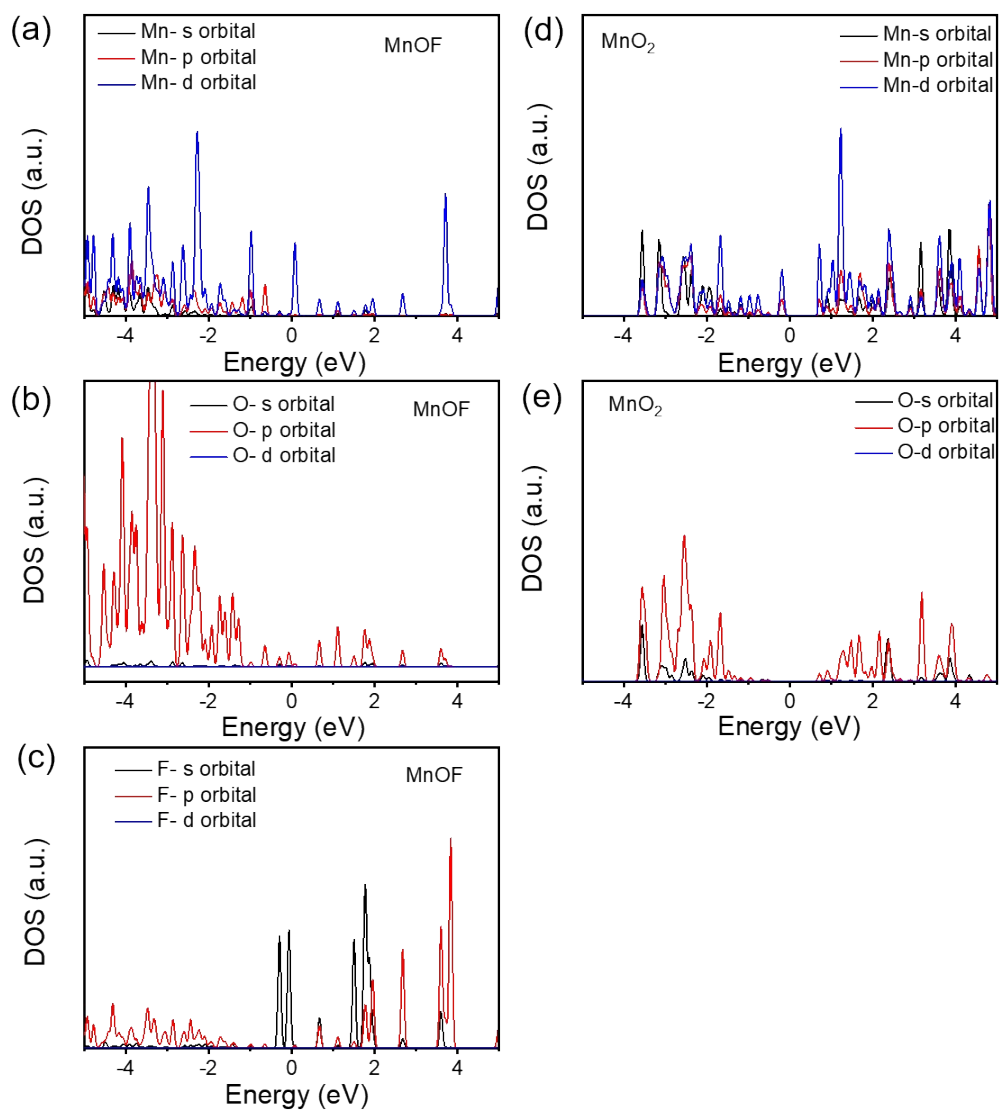 (a)
Mn- s orbital
Mn- p orbital
Mn- d orbital
MnOF
DOS (a.u.)
-4 -2 0 2 4
Energy (eV)
(d)
MnO₂
Mn-s orbital
Mn-p orbital
Mn-d orbital
DOS (a.u.)
-4 -2 0 2 4
Energy (eV)
(b)
O- s orbital
O- p orbital
O- d orbital
MnOF
DOS (a.u.)
-4 -2 0 2 4
Energy (eV)
(e)
MnO₂
O-s orbital
O-p orbital
O-d orbital
DOS (a.u.)
-4 -2 0 2 4
Energy (eV)
(c)
F- s orbital
F- p orbital
F- d orbital
MnOF
DOS (a.u.)
-4 -2 0 2 4
Energy (eV)